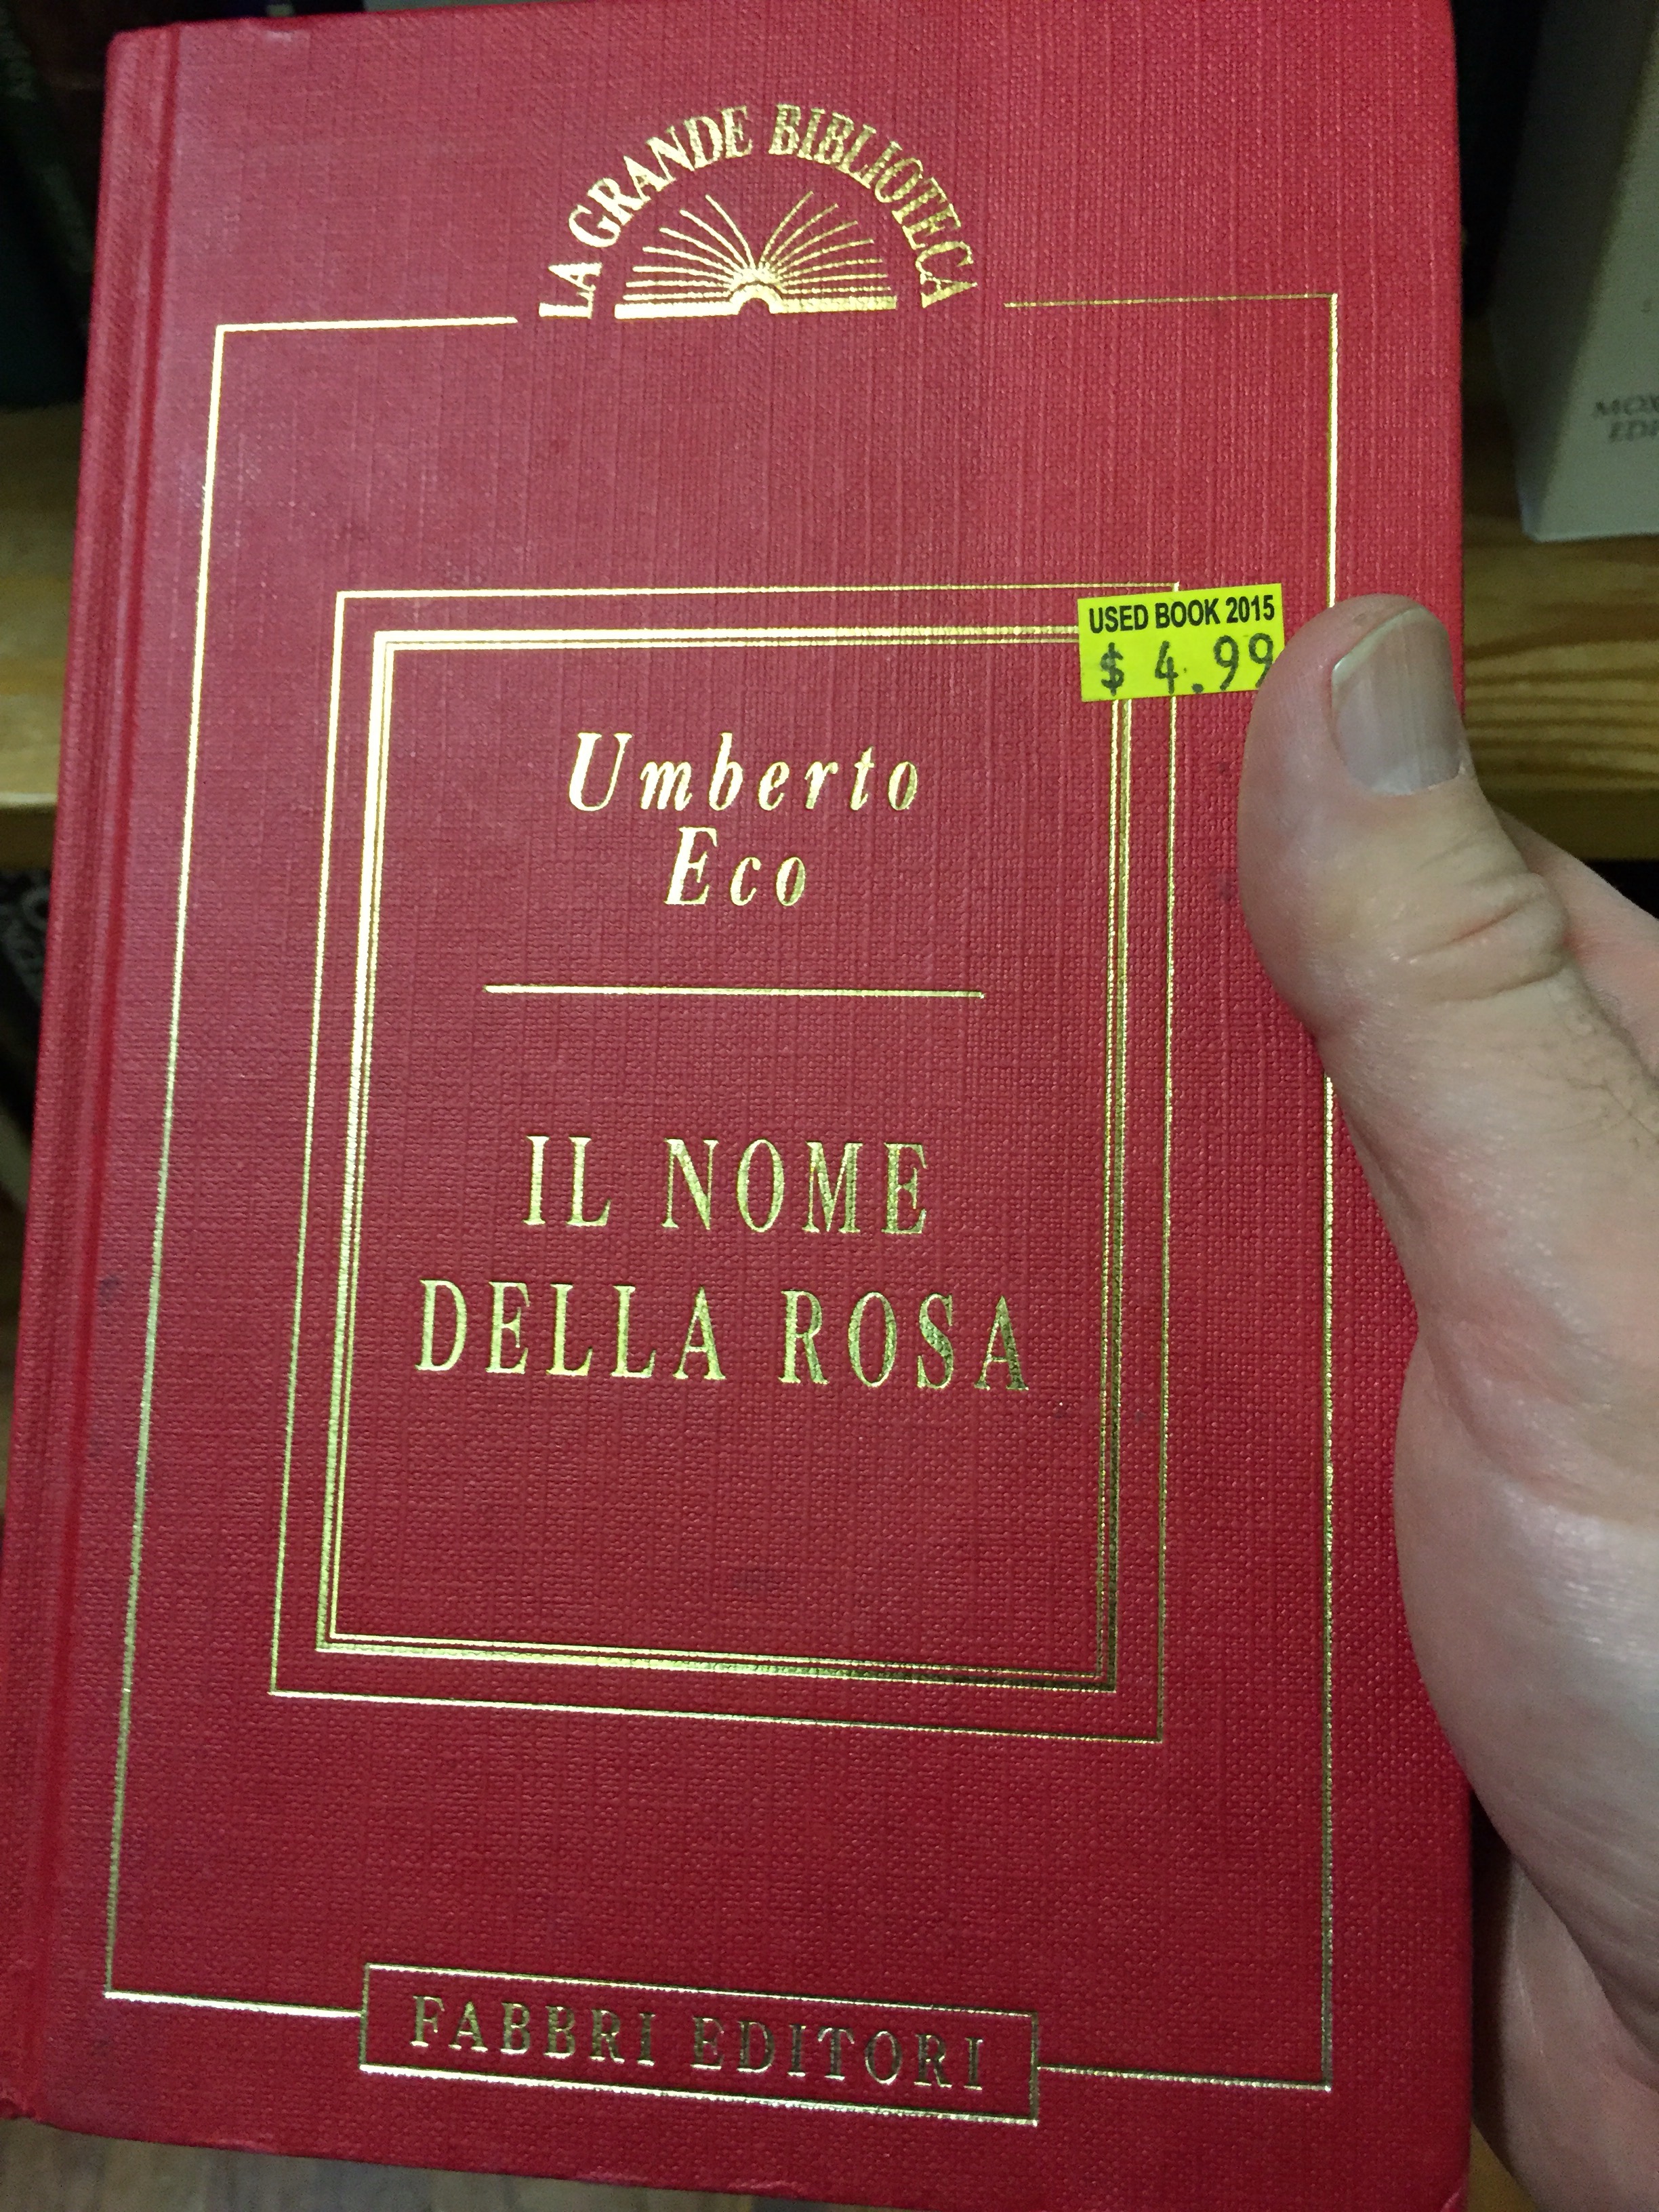 LA GRANDE BIBLIOTECA
USED BOOK 2015
$ 4.99
Umberto
Eco
IL NOME
DELLA ROSA
FABBRI EDITORI